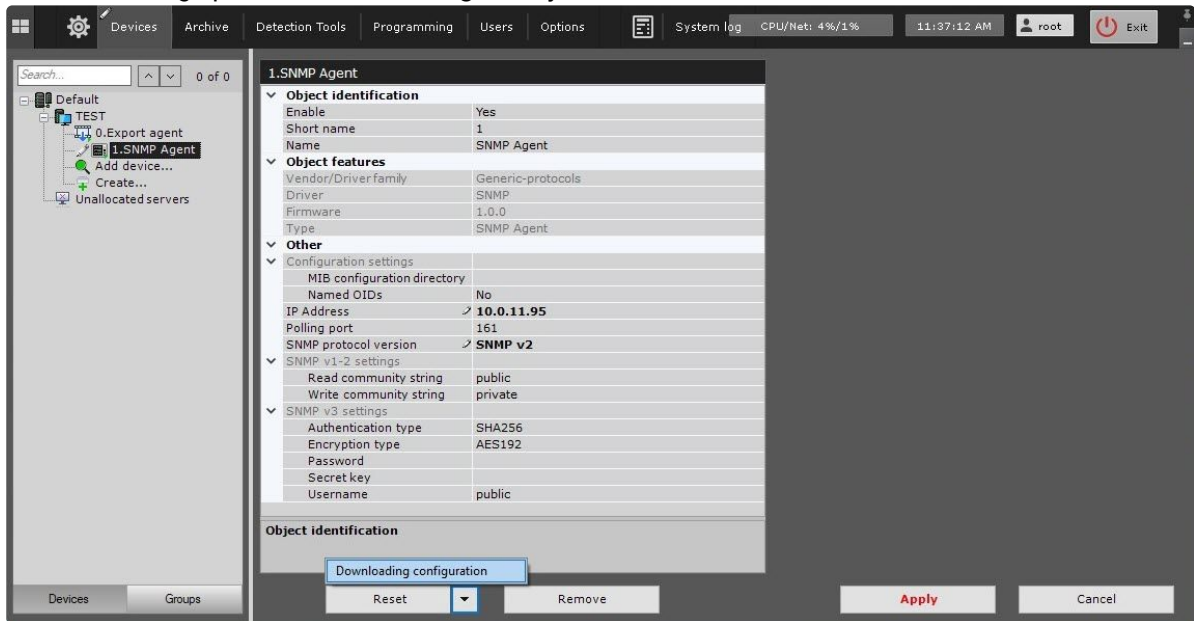 Devices Archive Detection Tools Programming Users Options System log CPU/Net: 4%/1% 11:37:12 AM root Exit
Search... 0 of 0
Default
TEST
0.Export agent
1.SNMP Agent
Add device...
Create...
Unallocated servers
1.SNMP Agent
Object identification
Enable Yes
Short name 1
Name SNMP Agent
Object features
Vendor/Driver family Generic-protocols
Driver SNMP
Firmware 1.0.0
Type SNMP Agent
Other
Configuration settings
MIB configuration directory
Named OIDs No
IP Address 10.0.11.95
Polling port 161
SNMP protocol version SNMP v2
SNMP v1-2 settings
Read community string public
Write community string private
SNMP v3 settings
Authentication type SHA256
Encryption type AES192
Password
Secret key
Username public
Object identification
Downloading configuration
Devices Groups Reset Remove Apply Cancel